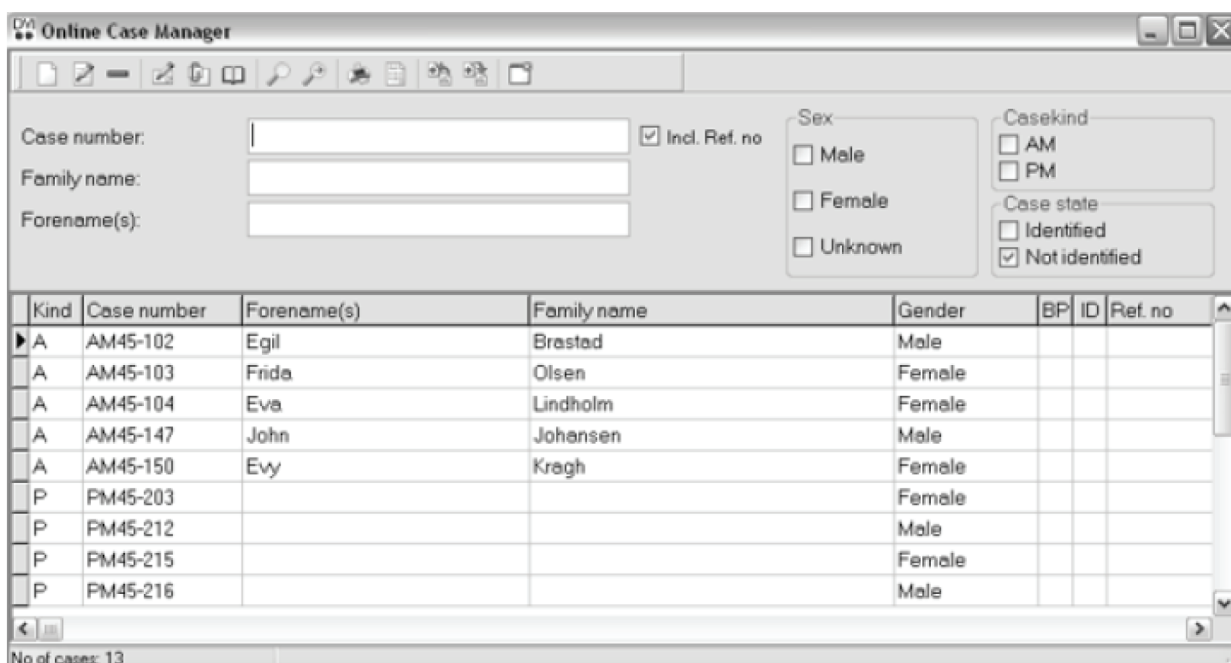 DVI Online Case Manager
Case number:
Incl. Ref. no
Family name:
Forename(s):
Sex
Male
Female
Unknown
Casekind
AM
PM
Case state
Identified
Not identified
Kind Case number Forename(s) Family name Gender BP ID Ref. no
A AM45-102 Egil Brastad Male
A AM45-103 Frida Olsen Female
A AM45-104 Eva Lindholm Female
A AM45-147 John Johansen Male
A AM45-150 Evy Kragh Female
P PM45-203 Female
P PM45-212 Male
P PM45-215 Female
P PM45-216 Male
No of cases: 13